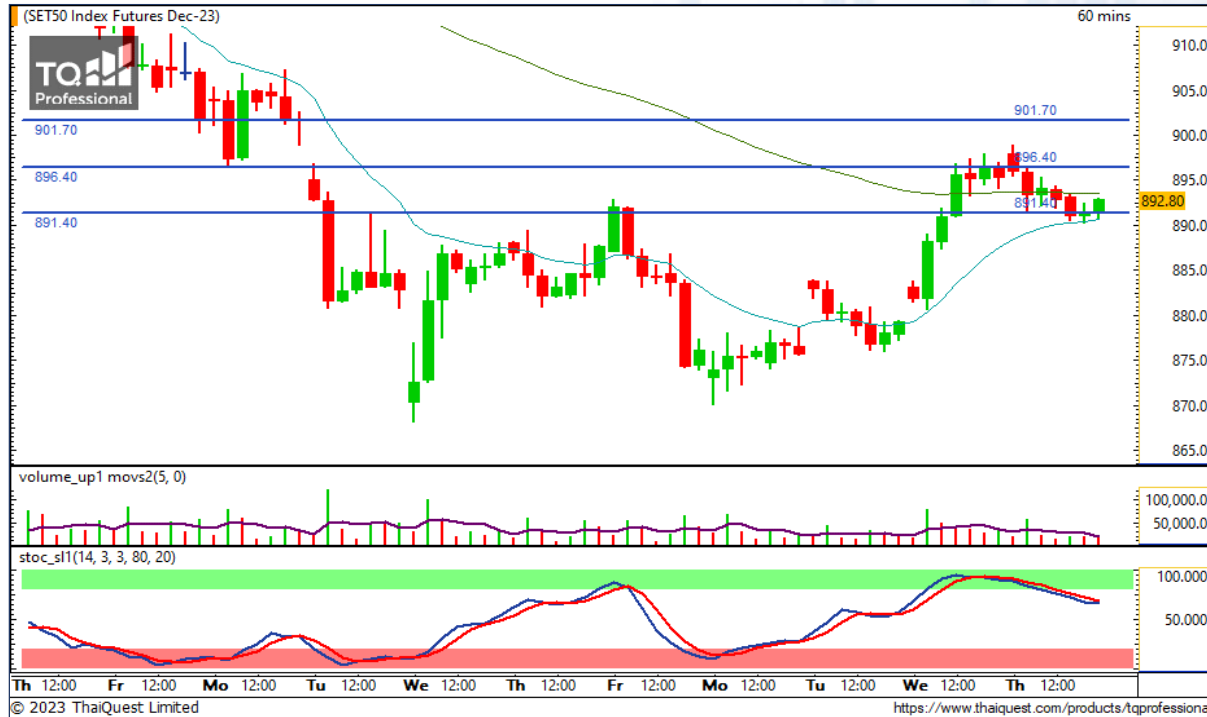 (SET50 Index Futures Dec-23) 60 mins
TQ
Professional
910.0
905.0
901.70 901.70
900.0
896.40 896.40
895.0
891.40 891.40
892.80
890.0
885.0
880.0
875.0
870.0
865.0
volume_up1 movs2(5, 0)
100,000.0
50,000.0
stoc_sl1(14, 3, 3, 80, 20)
100.000
50.000
Th 12:00 Fr 12:00 Mo 12:00 Tu 12:00 We 12:00 Th 12:00 Fr 12:00 Mo 12:00 Tu 12:00 We 12:00 Th 12:00
© 2023 ThaiQuest Limited https://www.thaiquest.com/products/tqprofessiona